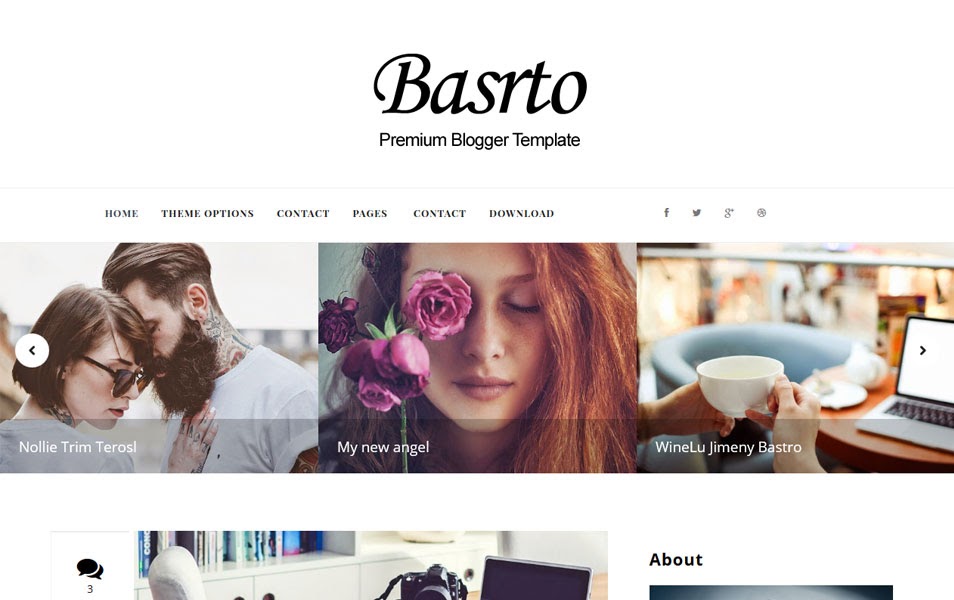 Basrto
Premium Blogger Template
HOME THEME OPTIONS CONTACT PAGES CONTACT DOWNLOAD
Nollie Trim Terosl
My new angel
WineLu Jimeny Bastro
3
About